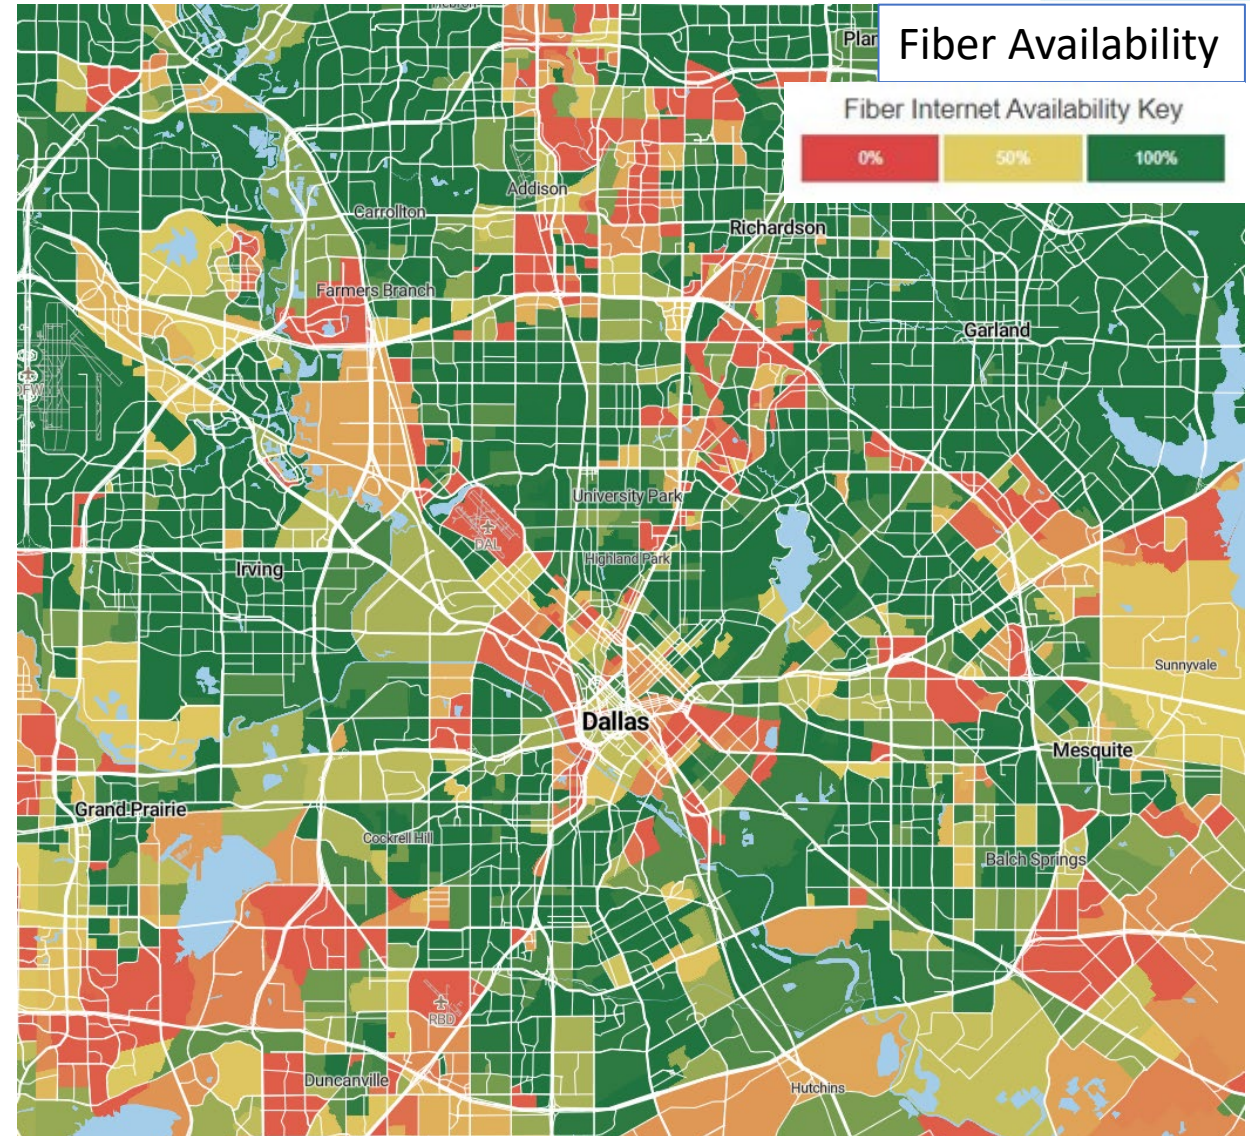 Fiber Availability
Fiber Internet Availability Key
0%
50%
100%
Plan
Addison
Carrollton
Richardson
Farmers Branch
Garland
DFW
University Park
DAL
Highland Park
Irving
Sunnyvale
Dallas
Mesquite
Grand Prairie
Cockrell Hill
Balch Springs
RBD
Duncanville
Hutchins